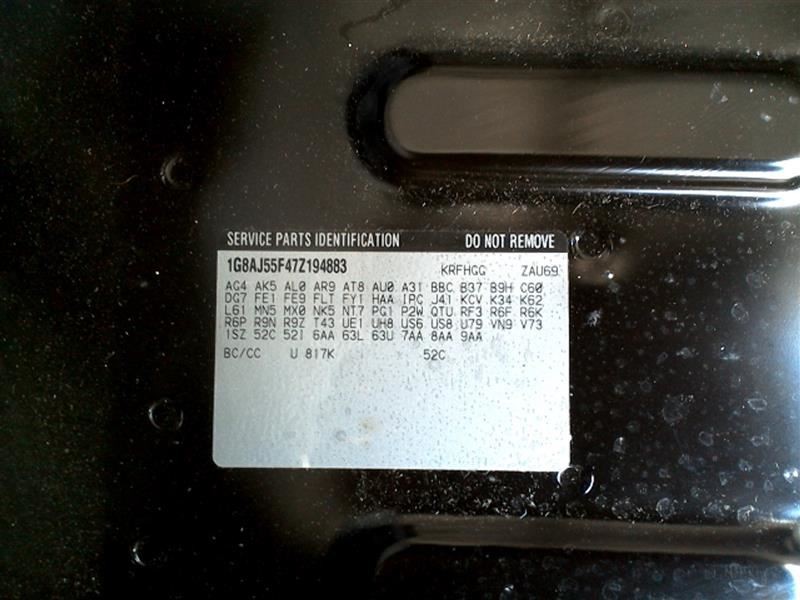 SERVICE PARTS IDENTIFICATION DO NOT REMOVE
1G8AJ55F47Z194883 KRFHGG ZAU69
AG4 AK5 AL0 AR9 AT8 AU0 A31 BBC B37 B9H C60
DG7 FE1 FE9 FLT FY1 HAA IPC J41 KCV K34 K62
L61 MN5 MX0 NK5 NT7 PG1 P2W QTU RF3 R6F R6K
R6P R9N R9Z T43 UE1 UH8 US6 US8 U79 VN9 V73
1SZ 52C 52I 6AA 63L 63U 7AA 8AA 9AA
BC/CC U 817K 52C